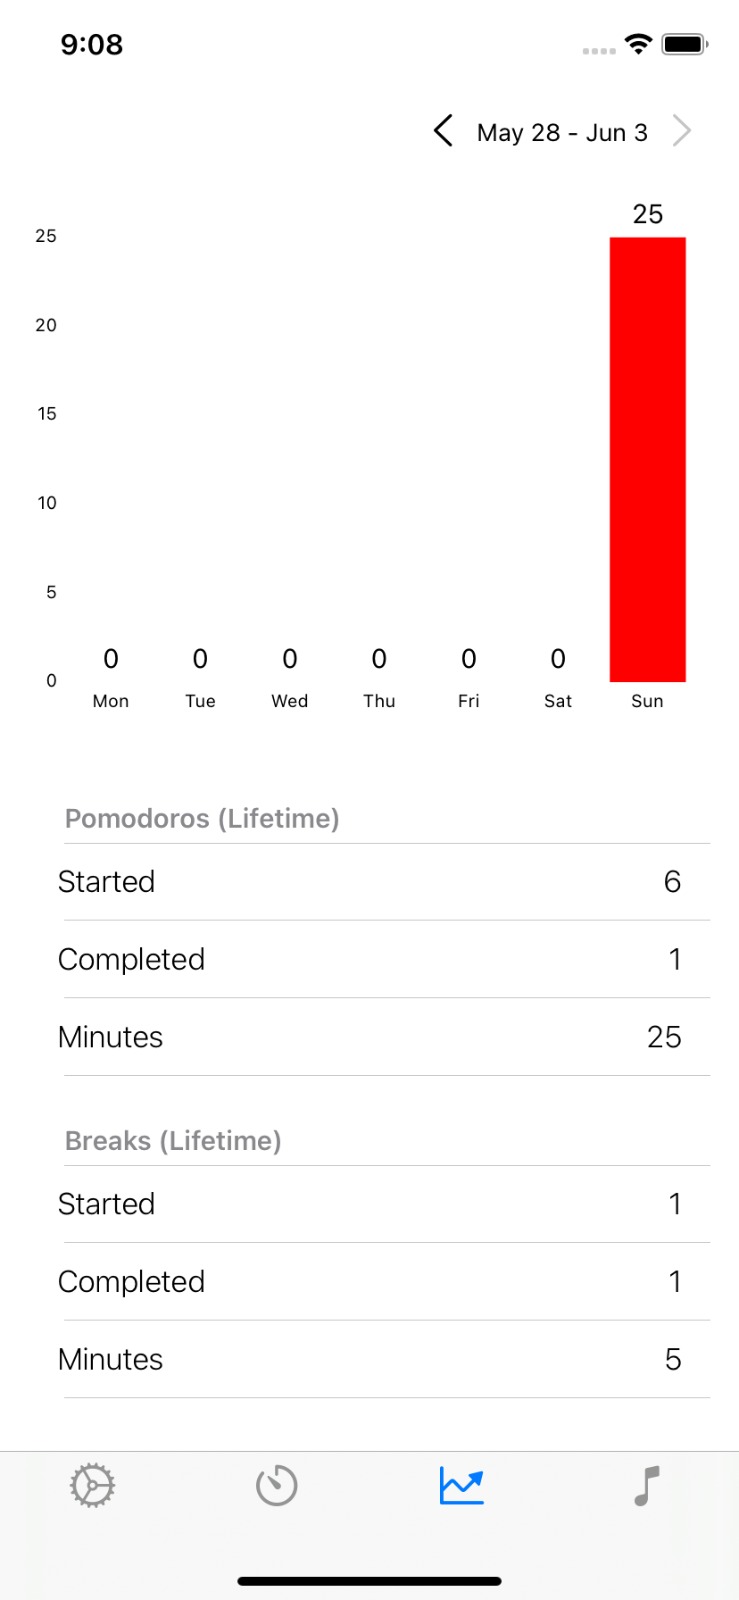 9:08
May 28 - Jun 3
25
25
20
15
10
5
0
0 0 0 0 0 0
Mon Tue Wed Thu Fri Sat Sun
Pomodoros (Lifetime)
Started 6
Completed 1
Minutes 25
Breaks (Lifetime)
Started 1
Completed 1
Minutes 5